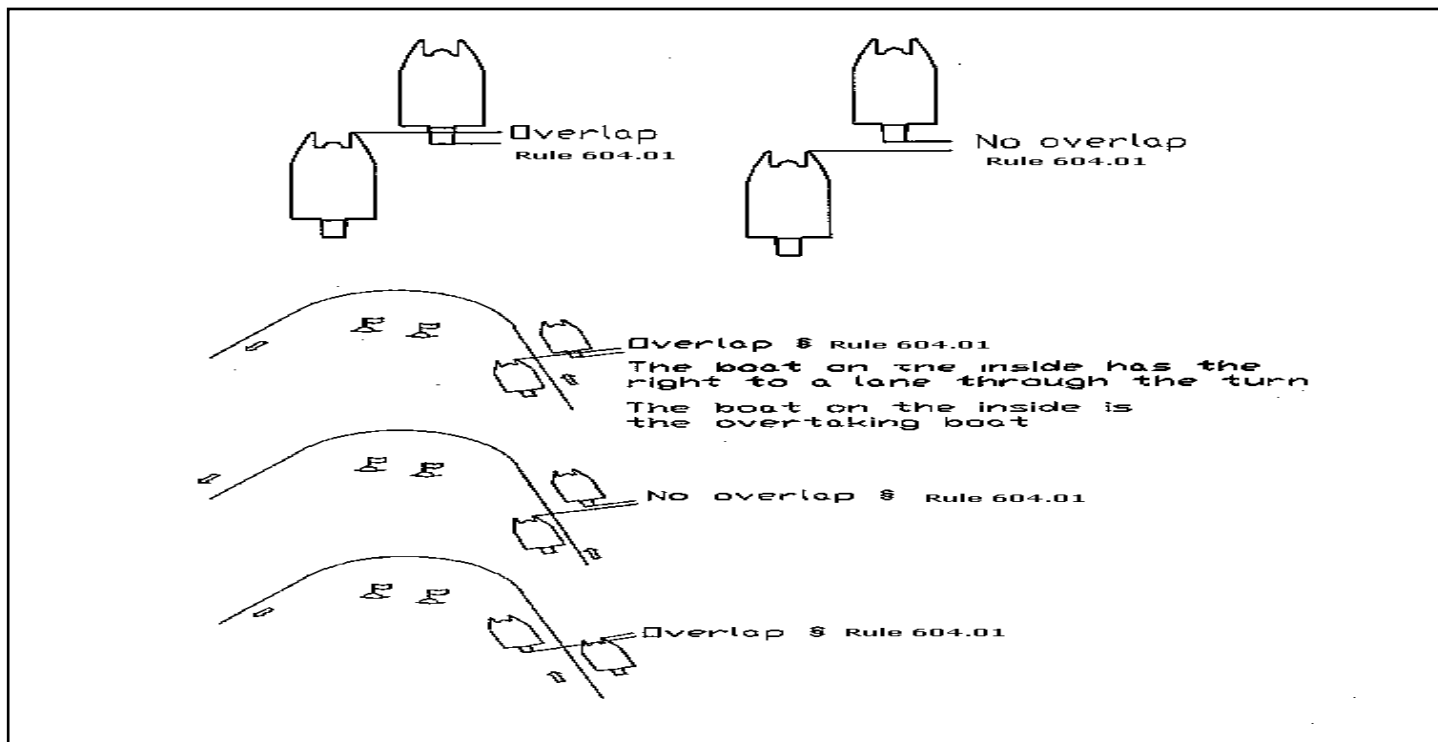 Overlap
Rule 604.01
No overlap
Rule 604.01
Overlap § Rule 604.01
The boat on the inside has the
right to a lane through the turn
The boat on the inside is
the overtaking boat
No overlap § Rule 604.01
Overlap § Rule 604.01